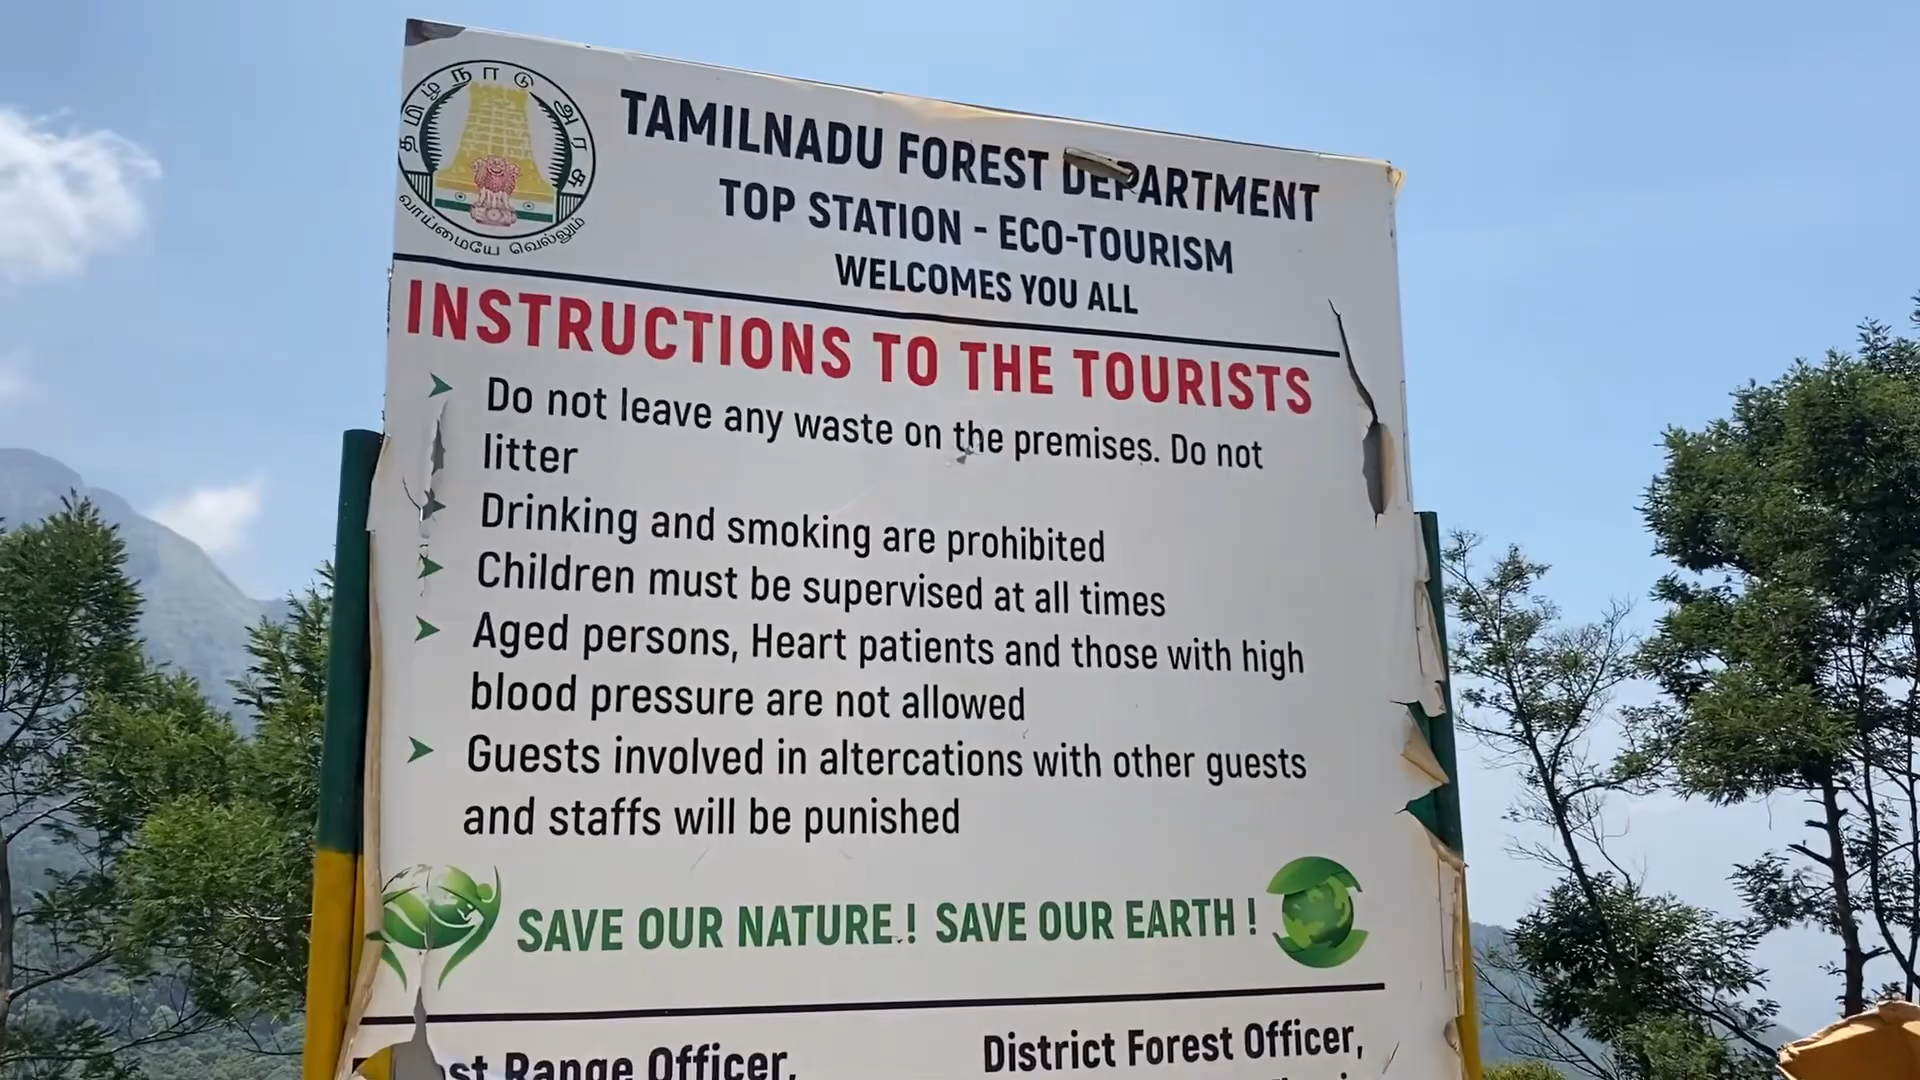 தமிழ்நாடு அரசு
வாய்மையே வெல்லும்
TAMILNADU FOREST DEPARTMENT
TOP STATION - ECO-TOURISM
WELCOMES YOU ALL
INSTRUCTIONS TO THE TOURISTS
Do not leave any waste on the premises. Do not
litter
Drinking and smoking are prohibited
Children must be supervised at all times
Aged persons, Heart patients and those with high
blood pressure are not allowed
Guests involved in altercations with other guests
and staffs will be punished
SAVE OUR NATURE ! SAVE OUR EARTH !
Range Officer,
District Forest Officer,